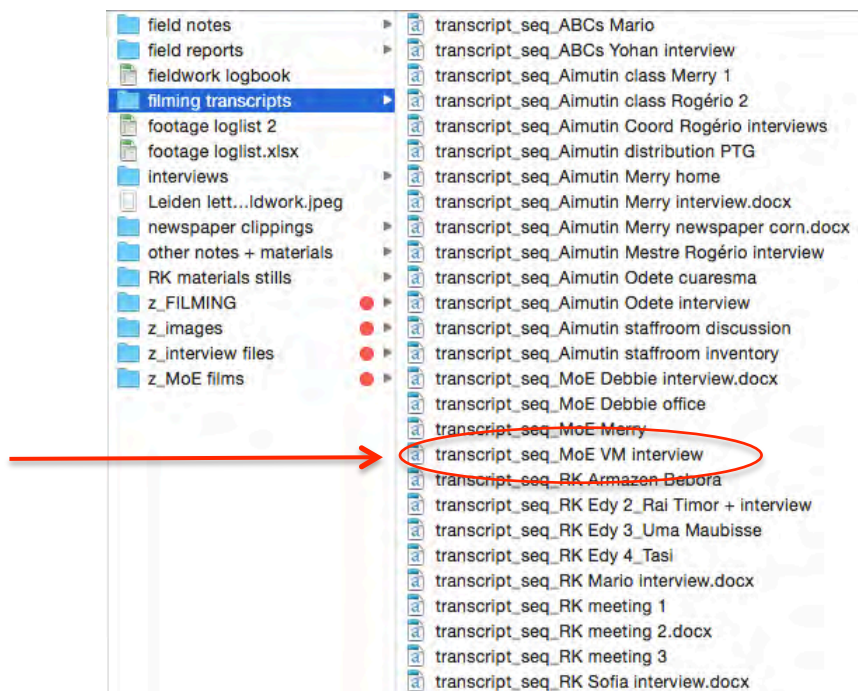 field notes
field reports
fieldwork logbook
filming transcripts
footage loglist 2
footage loglist.xlsx
interviews
Leiden lett...ldwork.jpeg
newspaper clippings
other notes + materials
RK materials stills
z_FILMING
z_images
z_interview files
z_MoE films
transcript_seq_ABCs Mario
transcript_seq_ABCs Yohan interview
transcript_seq_Aimutin class Merry 1
transcript_seq_Aimutin class Rogério 2
transcript_seq_Aimutin Coord Rogério interviews
transcript_seq_Aimutin distribution PTG
transcript_seq_Aimutin Merry home
transcript_seq_Aimutin Merry interview.docx
transcript_seq_Aimutin Merry newspaper corn.docx
transcript_seq_Aimutin Mestre Rogério interview
transcript_seq_Aimutin Odete cuaresma
transcript_seq_Aimutin Odete interview
transcript_seq_Aimutin staffroom discussion
transcript_seq_Aimutin staffroom inventory
transcript_seq_MoE Debbie interview.docx
transcript_seq_MoE Debbie office
transcript_seq_MoE Merry
transcript_seq_MoE VM interview
transcript_seq_RK Armazen Bebora
transcript_seq_RK Edy 2_Rai Timor + interview
transcript_seq_RK Edy 3_Uma Maubisse
transcript_seq_RK Edy 4_Tasi
transcript_seq_RK Mario interview.docx
transcript_seq_RK meeting 1
transcript_seq_RK meeting 2.docx
transcript_seq_RK meeting 3
transcript_seq_RK Sofia interview.docx